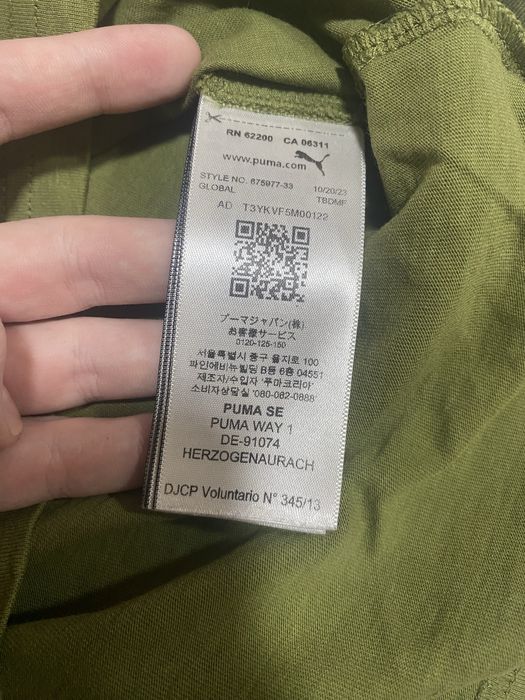 RN 62200 CA 06311
www.puma.com
STYLE NO. 675977-33 10/20/23
GLOBAL TBDMF
AD T3YKVF5M00122
プーマジャパン(株)
お客様サービス
0120-125-150
서울특별시 중구 을지로 100
파인에비뉴빌딩 B동 6층 04551
제조자/수입자 '푸마코리아'
소비자상담실 '080-082-0888'
PUMA SE
PUMA WAY 1
DE-91074
HERZOGENAURACH
DJCP Voluntario N° 345/13